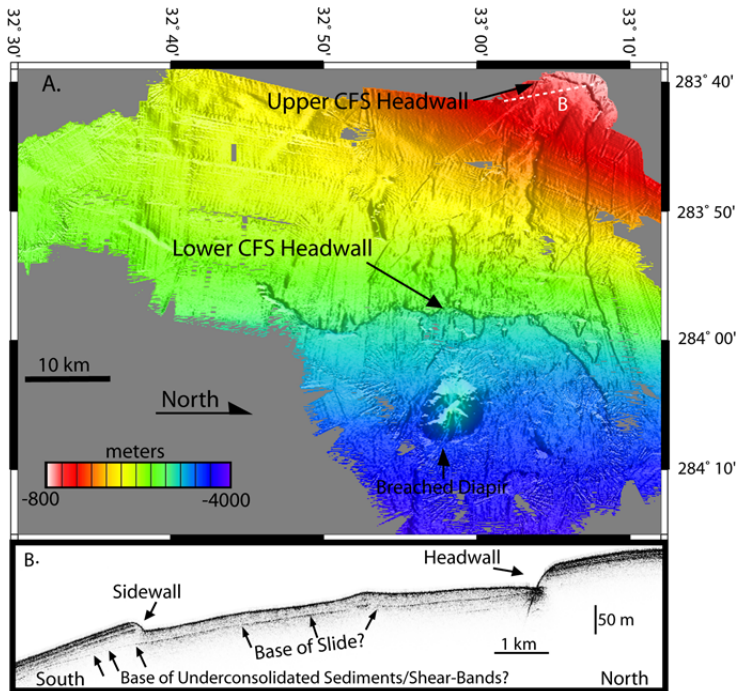 32˚ 30'
32˚ 40'
32˚ 50'
33˚ 00'
33˚ 10'
A.
283˚ 40'
Upper CFS Headwall
B
283˚ 50'
Lower CFS Headwall
284˚ 00'
10 km
North
meters
-800
-4000
284˚ 10'
Breached Diapir
B.
Headwall
Sidewall
50 m
Base of Slide?
1 km
South
Base of Underconsolidated Sediments/Shear-Bands?
North